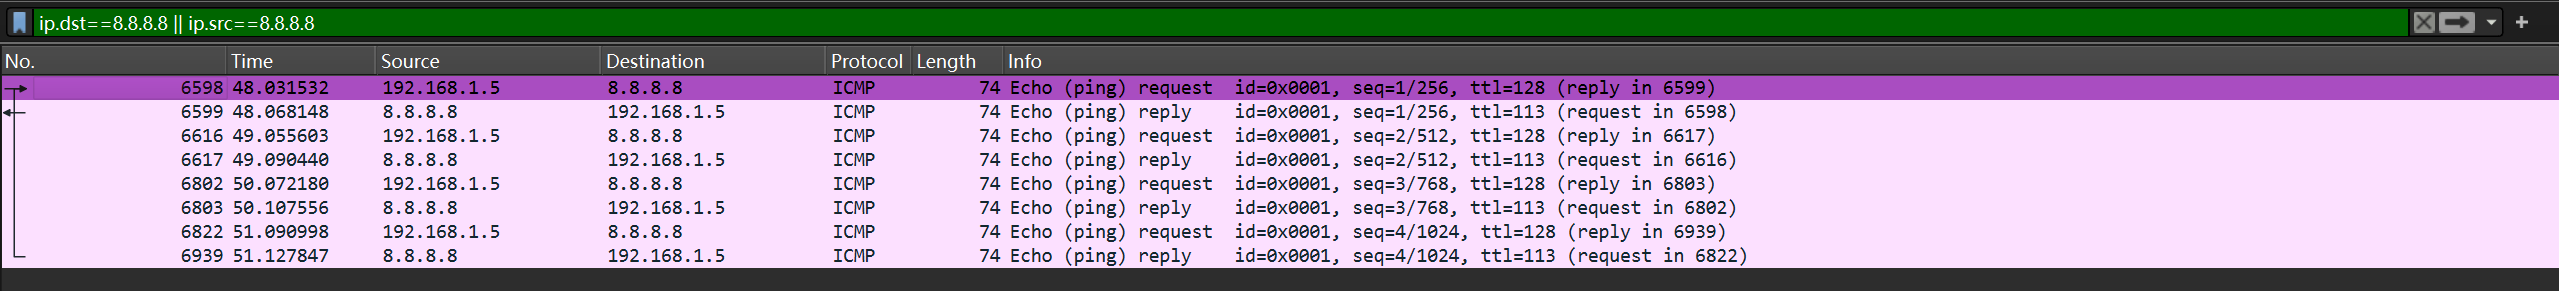 ip.dst==8.8.8.8 || ip.src==8.8.8.8
No. Time Source Destination Protocol Length Info
6598 48.031532 192.168.1.5 8.8.8.8 ICMP 74 Echo (ping) request id=0x0001, seq=1/256, ttl=128 (reply in 6599)
6599 48.068148 8.8.8.8 192.168.1.5 ICMP 74 Echo (ping) reply id=0x0001, seq=1/256, ttl=113 (request in 6598)
6616 49.055603 192.168.1.5 8.8.8.8 ICMP 74 Echo (ping) request id=0x0001, seq=2/512, ttl=128 (reply in 6617)
6617 49.090440 8.8.8.8 192.168.1.5 ICMP 74 Echo (ping) reply id=0x0001, seq=2/512, ttl=113 (request in 6616)
6802 50.072180 192.168.1.5 8.8.8.8 ICMP 74 Echo (ping) request id=0x0001, seq=3/768, ttl=128 (reply in 6803)
6803 50.107556 8.8.8.8 192.168.1.5 ICMP 74 Echo (ping) reply id=0x0001, seq=3/768, ttl=113 (request in 6802)
6822 51.090998 192.168.1.5 8.8.8.8 ICMP 74 Echo (ping) request id=0x0001, seq=4/1024, ttl=128 (reply in 6939)
6939 51.127847 8.8.8.8 192.168.1.5 ICMP 74 Echo (ping) reply id=0x0001, seq=4/1024, ttl=113 (request in 6822)